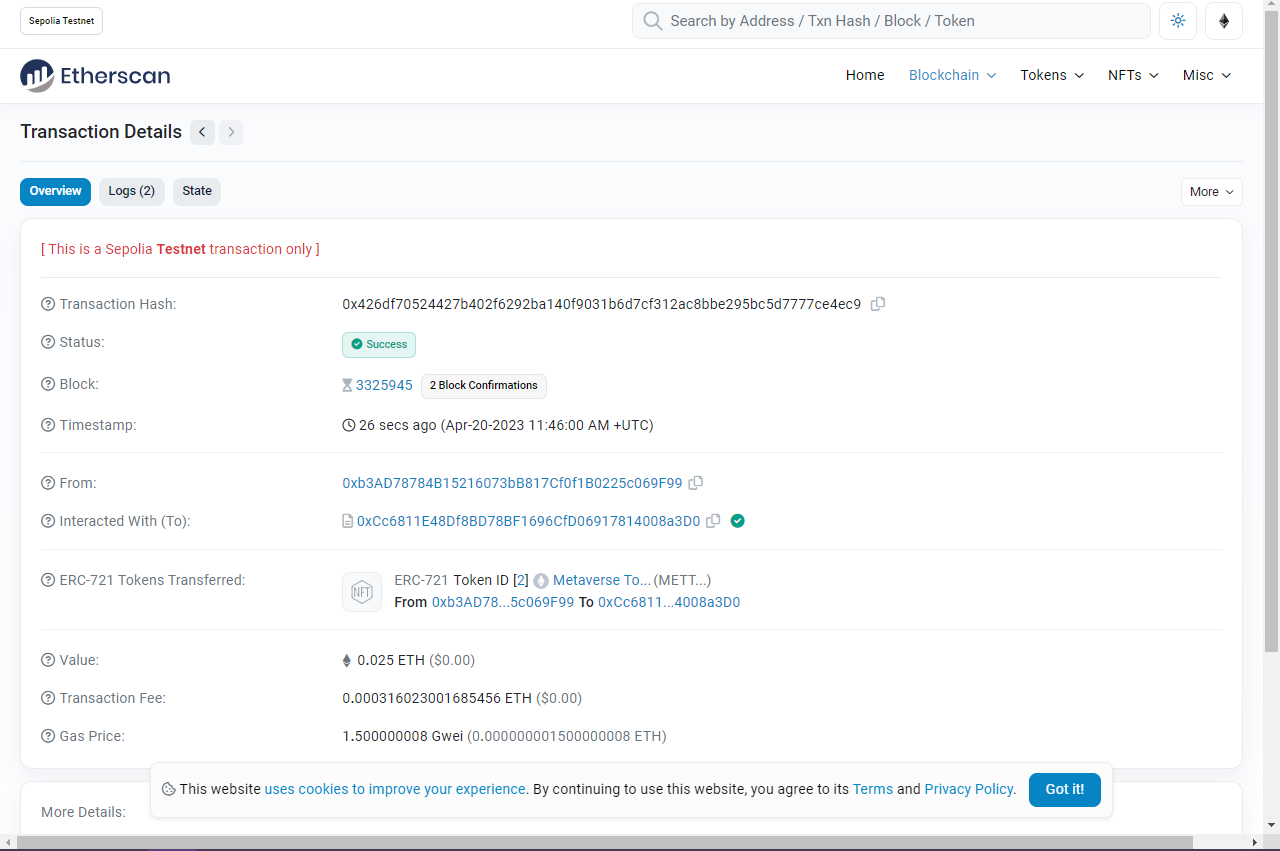 Sepolia Testnet
Search by Address / Txn Hash / Block / Token
Etherscan
Home Blockchain Tokens NFTs Misc
Transaction Details
Overview Logs (2) State More
[ This is a Sepolia Testnet transaction only ]
Transaction Hash: 0x426df70524427b402f6292ba140f9031b6d7cf312ac8bbe295bc5d7777ce4ec9
Status: Success
Block: 3325945 2 Block Confirmations
Timestamp: 26 secs ago (Apr-20-2023 11:46:00 AM +UTC)
From: 0xb3AD78784B15216073bB817Cf0f1B0225c069F99
Interacted With (To): 0xCc6811E48Df8BD78BF1696CfD06917814008a3D0
ERC-721 Tokens Transferred: NFT ERC-721 Token ID [2] Metaverse To... (METT...)
From 0xb3AD78...5c069F99 To 0xCc6811...4008a3D0
Value: 0.025 ETH ($0.00)
Transaction Fee: 0.000316023001685456 ETH ($0.00)
Gas Price: 1.500000008 Gwei (0.000000001500000008 ETH)
This website uses cookies to improve your experience. By continuing to use this website, you agree to its Terms and Privacy Policy. Got it!
More Details: